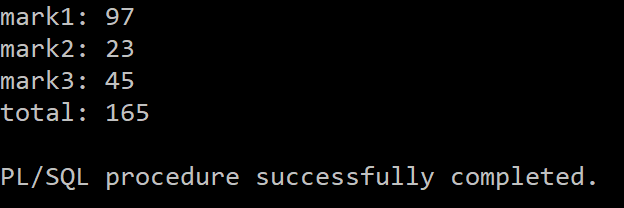 mark1: 97
mark2: 23
mark3: 45
total: 165
PL/SQL procedure successfully completed.